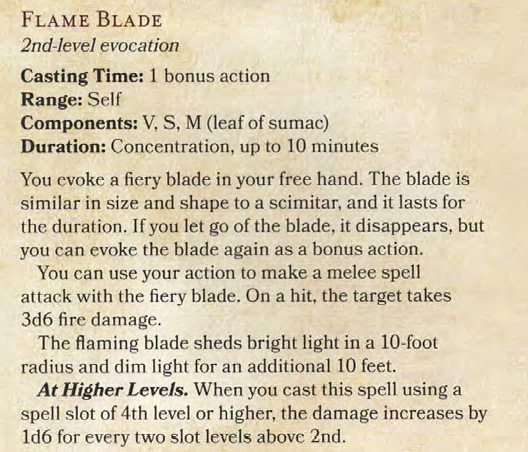 FLAME BLADE
2nd-level evocation
Casting Time: 1 bonus action
Range: Self
Components: V, S, M (leaf of sumac)
Duration: Concentration, up to 10 minutes
You evoke a fiery blade in your free hand. The blade is
similar in size and shape to a scimitar, and it lasts for
the duration. If you let go of the blade, it disappears, but
you can evoke the blade again as a bonus action.
You can use your action to make a melee spell
attack with the fiery blade. On a hit, the target takes
3d6 fire damage.
The flaming blade sheds bright light in a 10-foot
radius and dim light for an additional 10 feet.
At Higher Levels. When you cast this spell using a
spell slot of 4th level or higher, the damage increases by
1d6 for every two slot levels above 2nd.